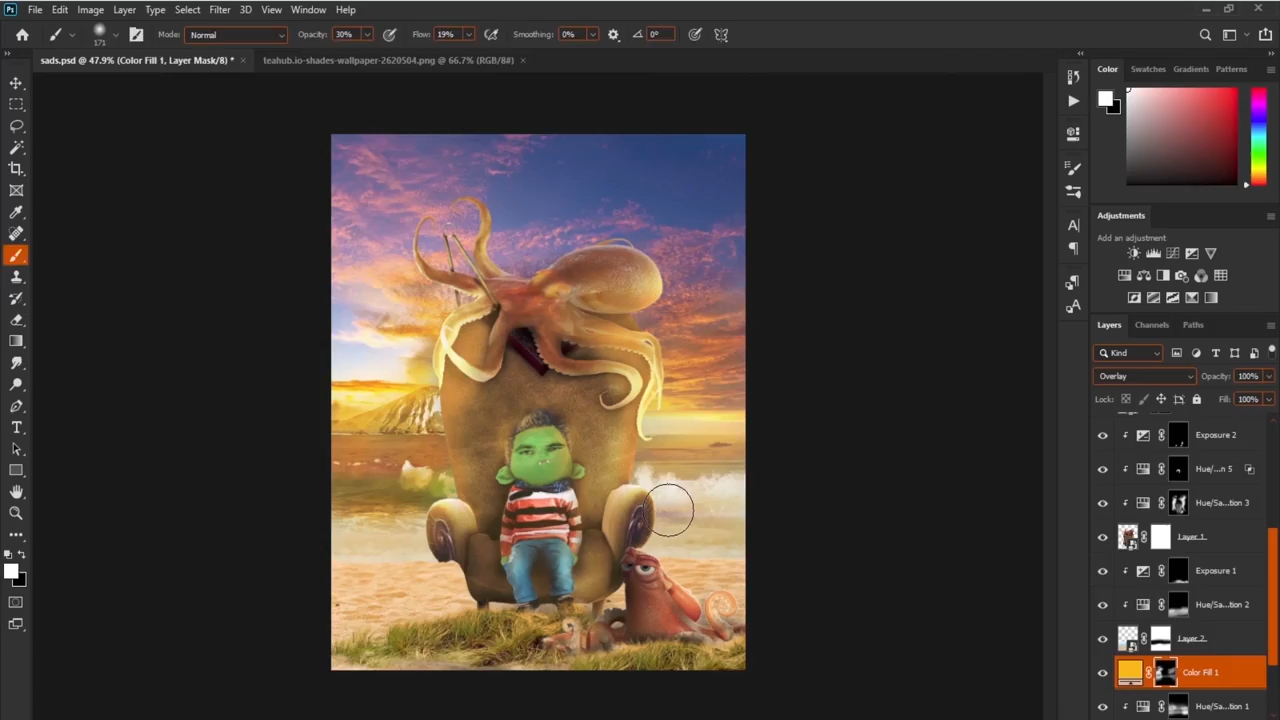 Ps File Edit Image Layer Type Select Filter 3D View Window Help
171 Mode: Normal Opacity: 30% Flow: 19% Smoothing: 0% 0°
sads.psd @ 47.9% (Color Fill 1, Layer Mask/8) * × teahub.io-shades-wallpaper-2620504.png @ 66.7% (RGB/8#) ×
Color Swatches Gradients Patterns
Adjustments
Add an adjustment
Layers Channels Paths
Kind
Overlay Opacity: 100%
Lock: Fill: 100%
Exposure 2
Hue/...n 5
Hue/Sa...tion 3
Layer 1
Exposure 1
Hue/Sa...tion 2
Layer 2
Color Fill 1
Hue/Sa...tion 1